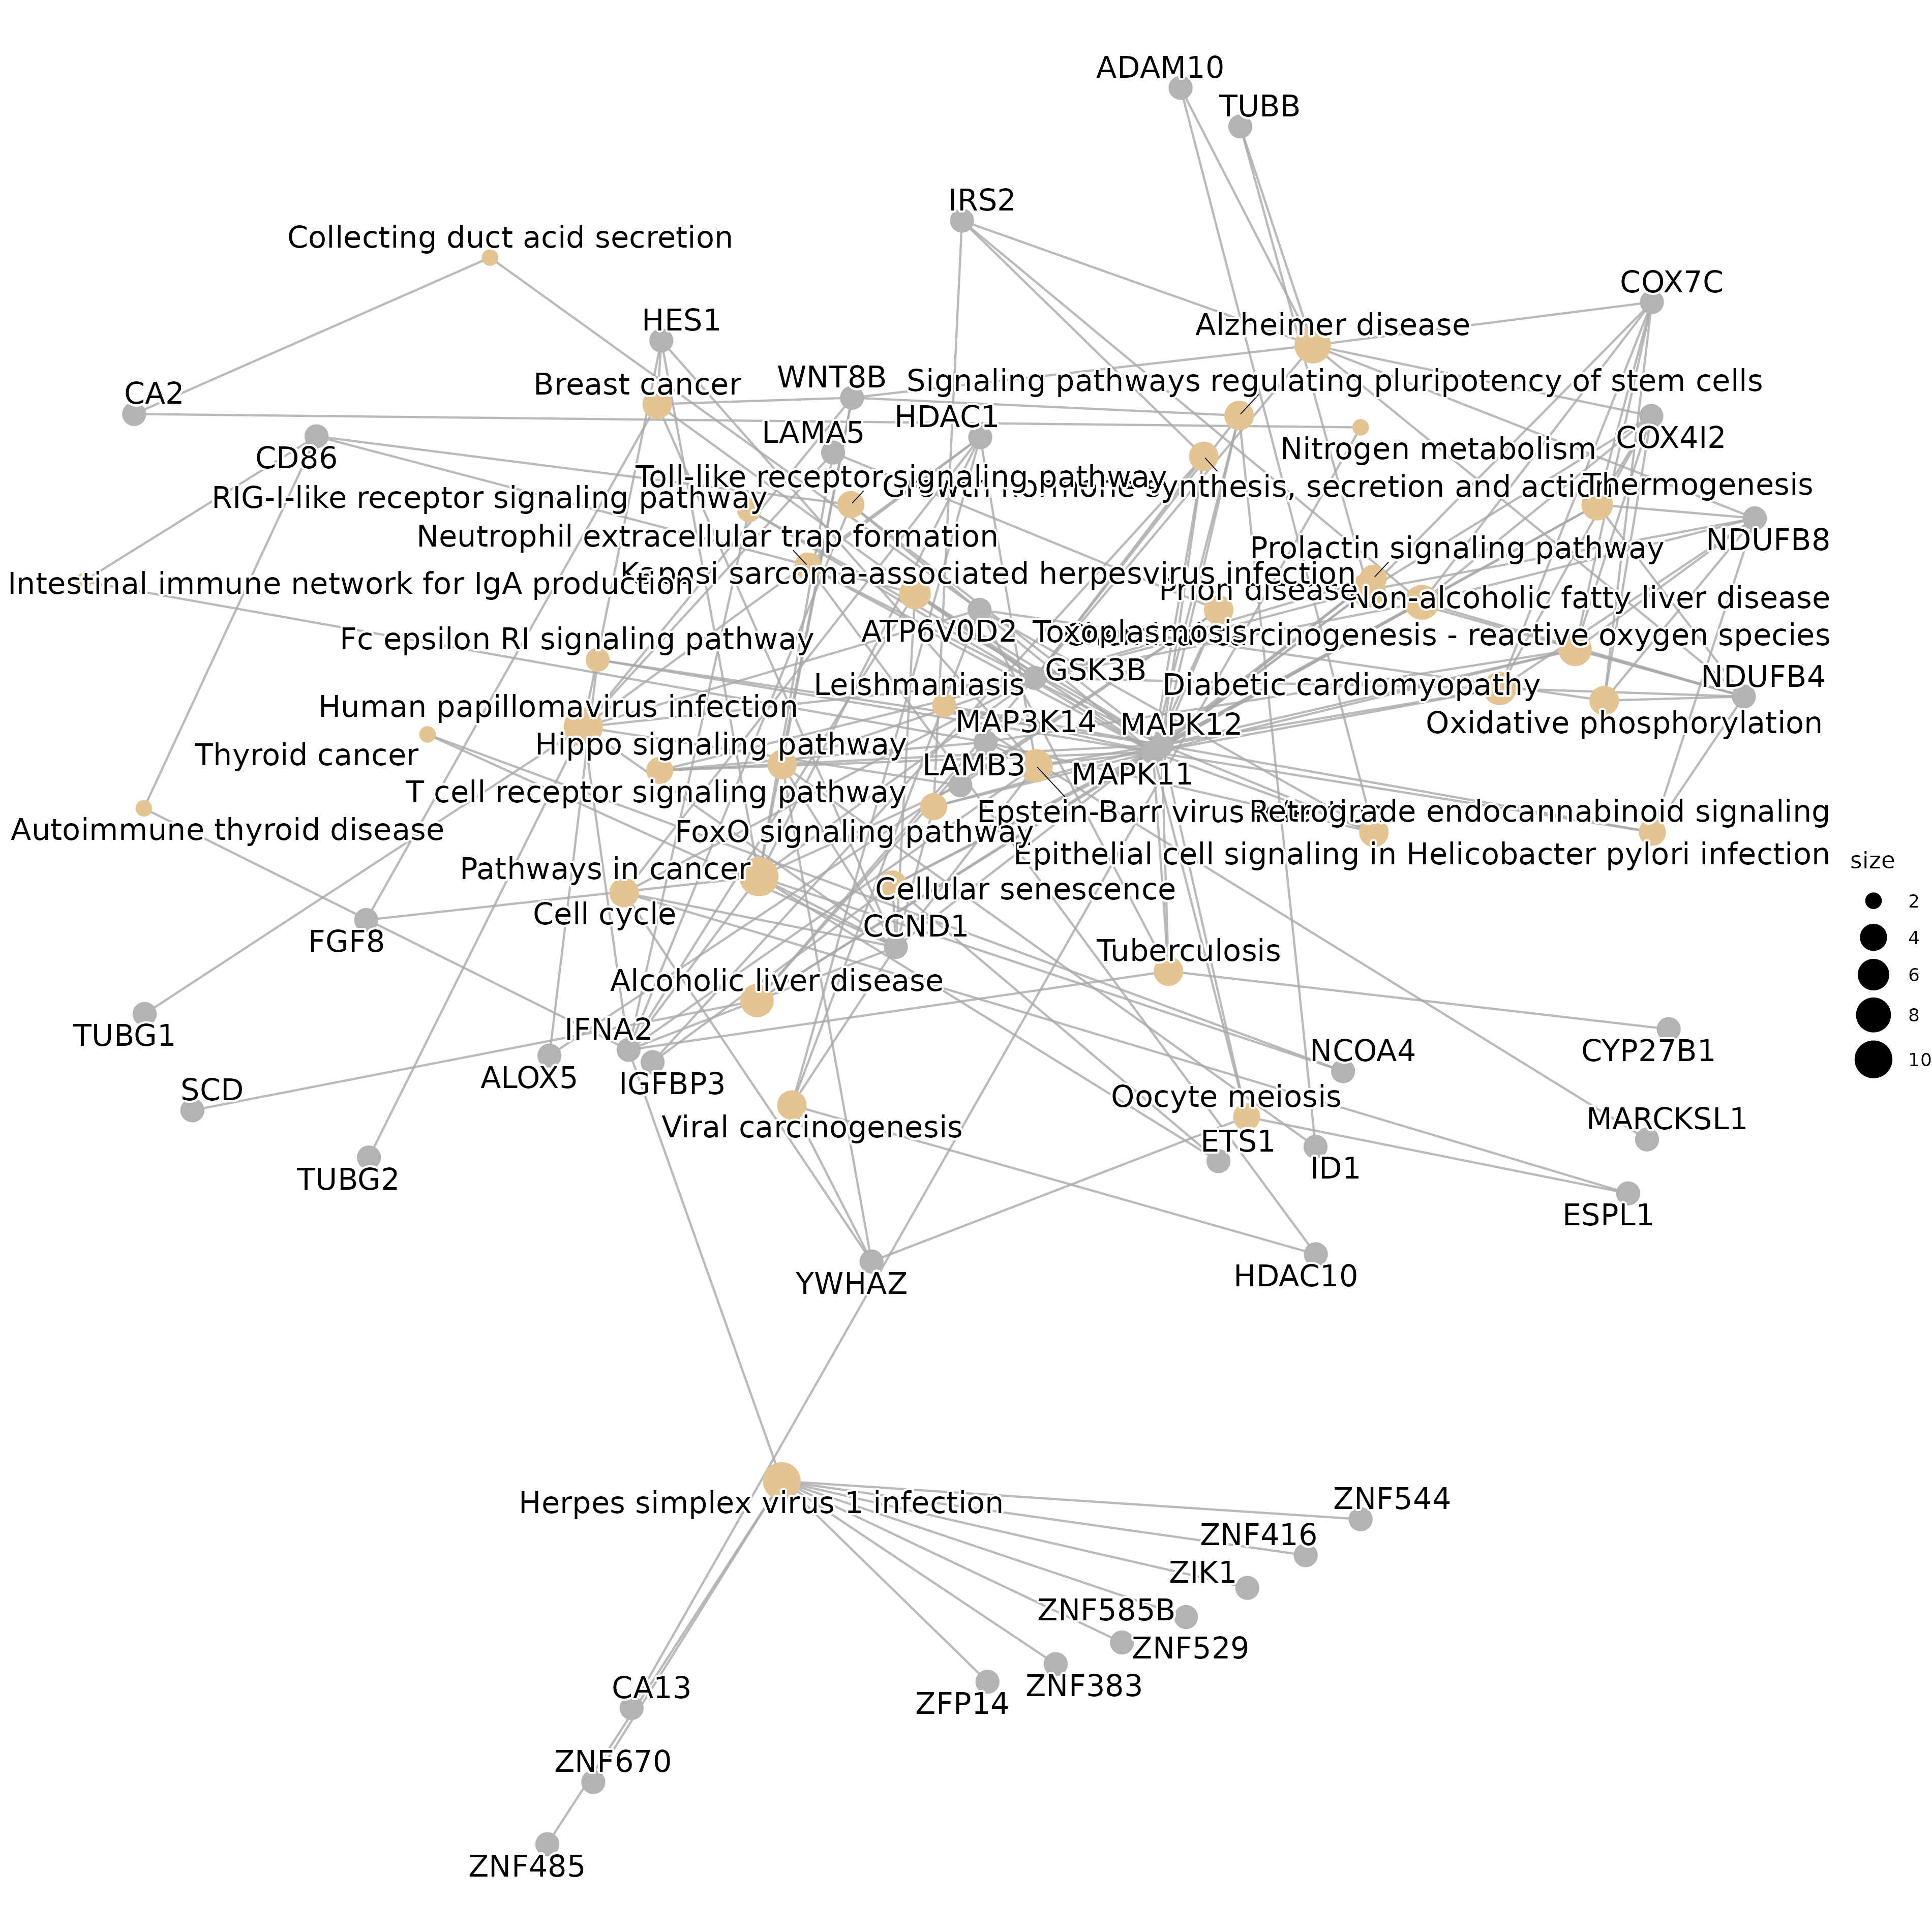 ADAM10
TUBB
IRS2
Collecting duct acid secretion
COX7C
HES1
Alzheimer disease
WNT8B
Signaling pathways regulating pluripotency of stem cells
Breast cancer
CA2
HDAC1
LAMA5
COX4I2
Nitrogen metabolism
CD86
Toll-like receptor signaling pathway
synthesis, secretion and action
Thermogenesis
RIG-I-like receptor signaling pathway
Neutrophil extracellular trap formation
NDUFB8
Prolactin signaling pathway
Kaposi sarcoma-associated herpesvirus infection
Intestinal immune network for IgA production
Prion disease
Non-alcoholic fatty liver disease
ATP6V0D2
Toxoplasmosis
carcinogenesis - reactive oxygen species
Fc epsilon RI signaling pathway
GSK3B
NDUFB4
Leishmaniasis
Diabetic cardiomyopathy
Human papillomavirus infection
MAP3K14
MAPK12
Oxidative phosphorylation
Hippo signaling pathway
Thyroid cancer
LAMB3
MAPK11
T cell receptor signaling pathway
Epstein-Barr virus
Retrograde endocannabinoid signaling
Autoimmune thyroid disease
FoxO signaling pathway
Epithelial cell signaling in Helicobacter pylori infection
size
Pathways in cancer
Cellular senescence
2
Cell cycle
CCND1
4
FGF8
Tuberculosis
6
Alcoholic liver disease
8
IFNA2
TUBG1
NCOA4
CYP27B1
10
ALOX5
IGFBP3
SCD
Oocyte meiosis
MARCKSL1
Viral carcinogenesis
ETS1
ID1
TUBG2
ESPL1
YWHAZ
HDAC10
Herpes simplex virus 1 infection
ZNF544
ZNF416
ZIK1
ZNF585B
ZNF529
CA13
ZNF383
ZFP14
ZNF670
ZNF485